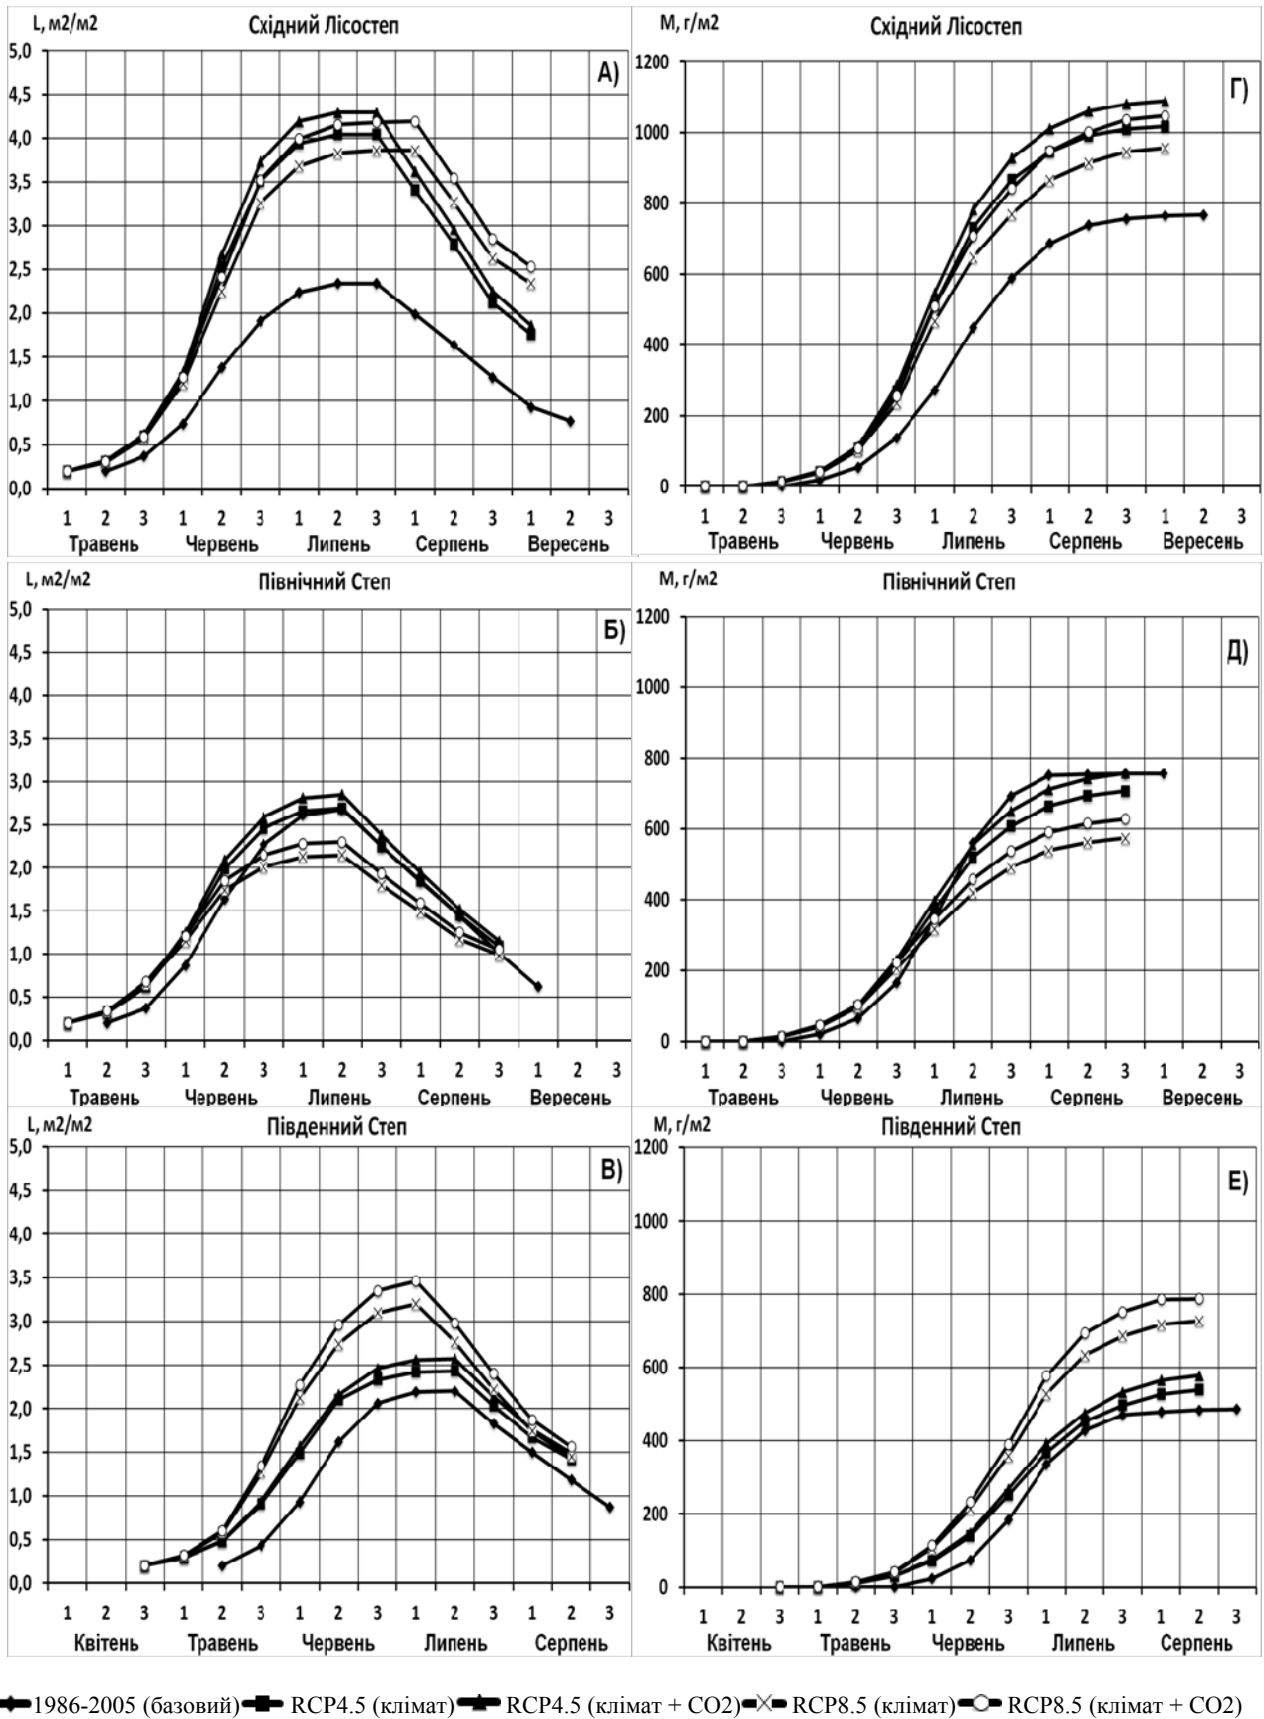 L, м2/м2
Східний Лісостеп
А)
5,0
4,5
4,0
3,5
3,0
2,5
2,0
1,5
1,0
0,5
0,0
1 2 3 1 2 3 1 2 3 1 2 3 1 2 3
Травень Червень Липень Серпень Вересень
М, г/м2
Східний Лісостеп
Г)
1200
1000
800
600
400
200
0
1 2 3 1 2 3 1 2 3 1 2 3 1 2 3
Травень Червень Липень Серпень Вересень
L, м2/м2
Північний Степ
Б)
5,0
4,5
4,0
3,5
3,0
2,5
2,0
1,5
1,0
0,5
0,0
1 2 3 1 2 3 1 2 3 1 2 3 1 2 3
Травень Червень Липень Серпень Вересень
М, г/м2
Північний Степ
Д)
1200
1000
800
600
400
200
0
1 2 3 1 2 3 1 2 3 1 2 3 1 2 3
Травень Червень Липень Серпень Вересень
L, м2/м2
Південний Степ
В)
5,0
4,5
4,0
3,5
3,0
2,5
2,0
1,5
1,0
0,5
0,0
1 2 3 1 2 3 1 2 3 1 2 3 1 2 3
Квітень Травень Червень Липень Серпень
М, г/м2
Південний Степ
Е)
1200
1000
800
600
400
200
0
1 2 3 1 2 3 1 2 3 1 2 3 1 2 3
Квітень Травень Червень Липень Серпень
1986-2005 (базовий) RCP4.5 (клімат) RCP4.5 (клімат + CO2) RCP8.5 (клімат) RCP8.5 (клімат + CO2)